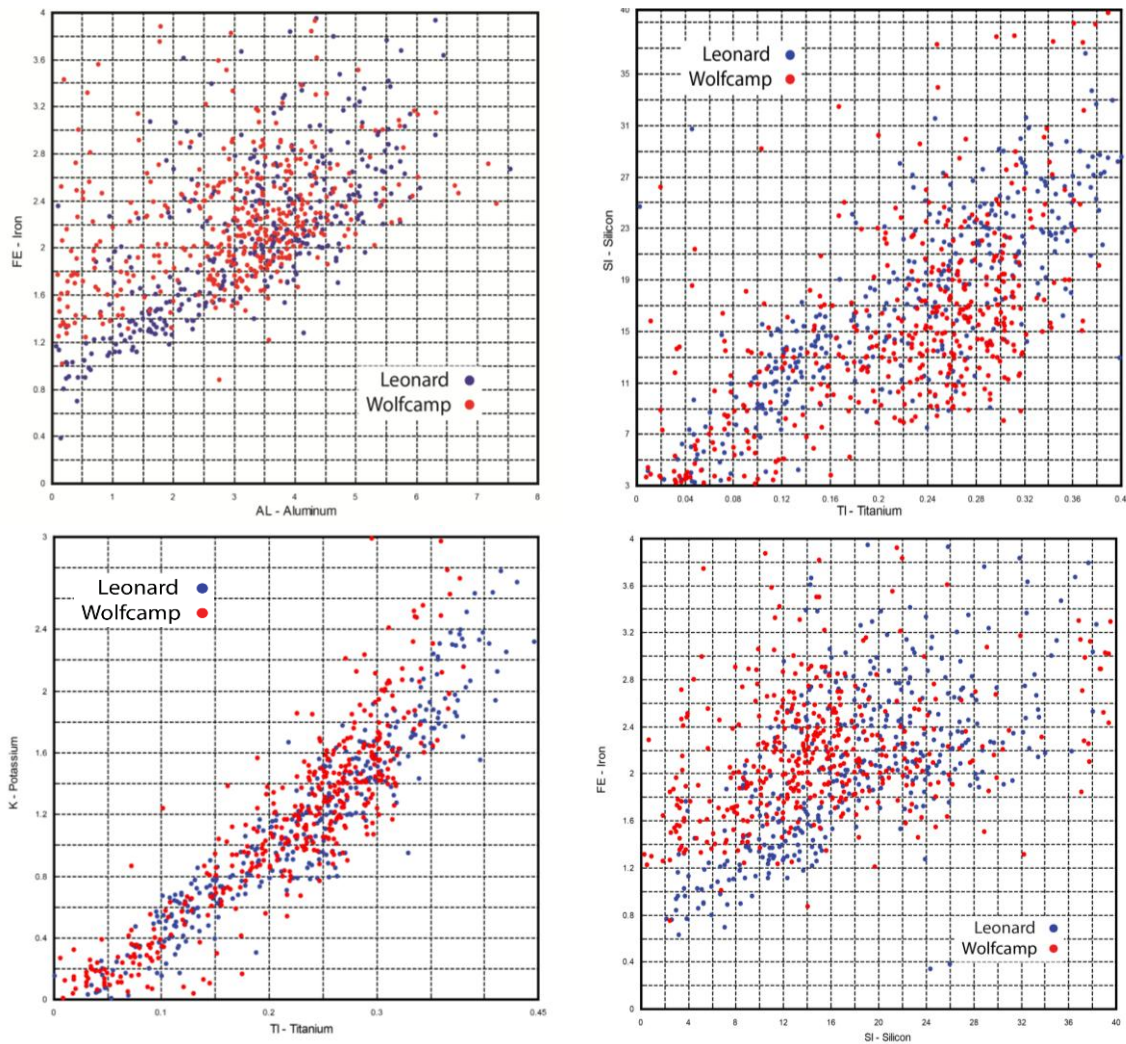 4
3.6
3.2
2.8
2.4
2
1.6
1.2
0.8
0.4
0
FE - Iron
Leonard
Wolfcamp
0 1 2 3 4 5 6 7 8
AL - Aluminum
40
39
35
31
27
23
19
15
11
7
3
SI - Silicon
Leonard
Wolfcamp
0.04 0.08 0.12 0.16 0.2 0.24 0.28 0.32 0.36 0.4
TI - Titanium
3
2.4
2
1.6
1.2
0.8
0.4
0
K - Potassium
Leonard
Wolfcamp
0 0.1 0.2 0.3 0.45
TI - Titanium
4
3.6
3.2
2.8
2.4
2
1.6
1.2
0.8
0.4
0
FE - Iron
Leonard
Wolfcamp
0 4 8 12 16 20 24 28 32 36 40
SI - Silicon